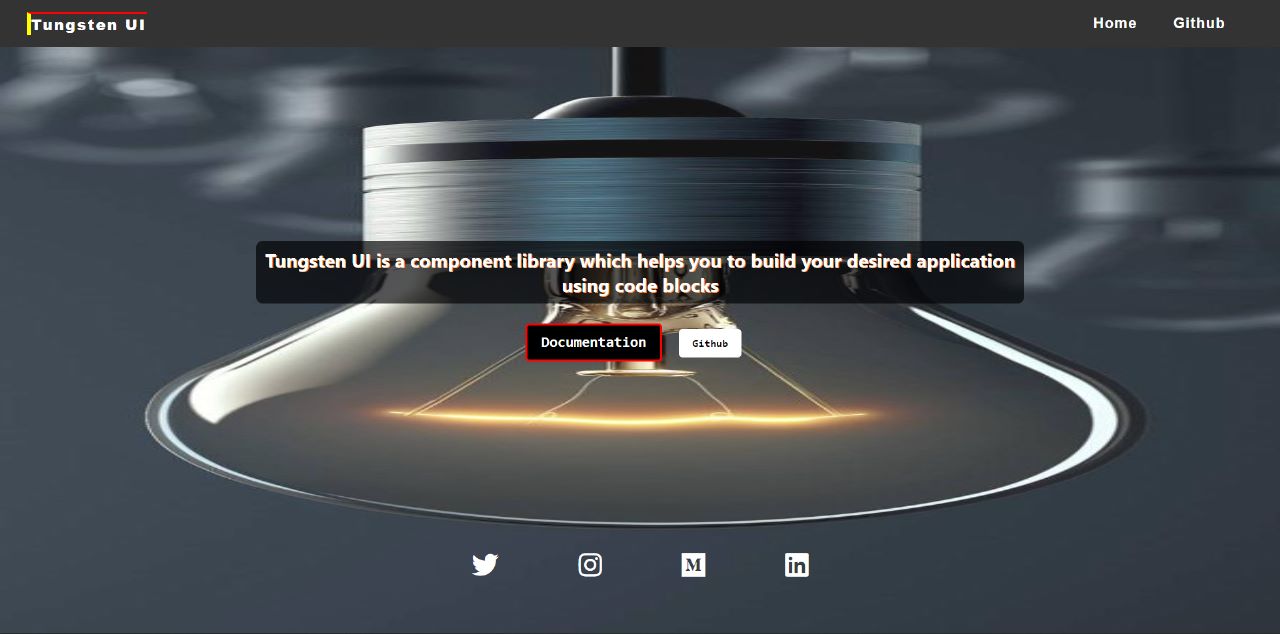 Tungsten UI
Home
Github
Tungsten UI is a component library which helps you to build your desired application
using code blocks
Documentation
Github
M
in